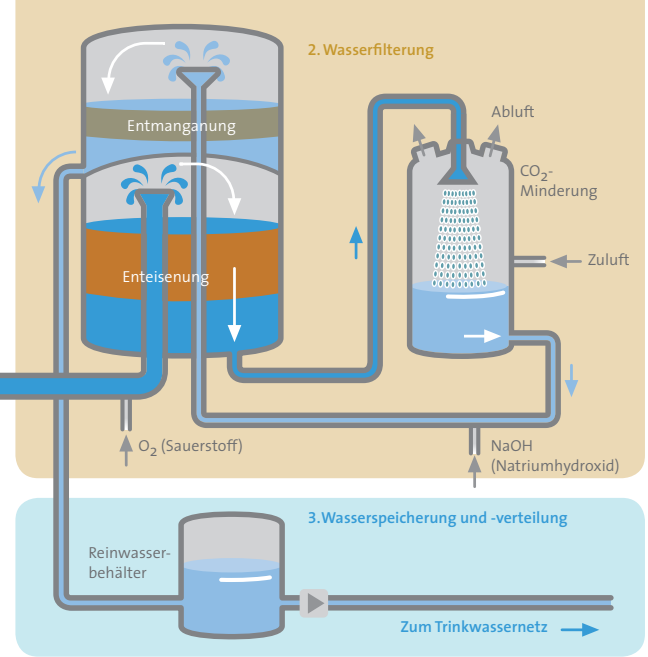 2. Wasserfilterung
Abluft
Entmanganung
CO2-
Minderung
Zuluft
Enteisenung
O2 (Sauerstoff)
NaOH
(Natriumhydroxid)
3. Wasserspeicherung und -verteilung
Reinwasser-
behälter
Zum Trinkwassernetz